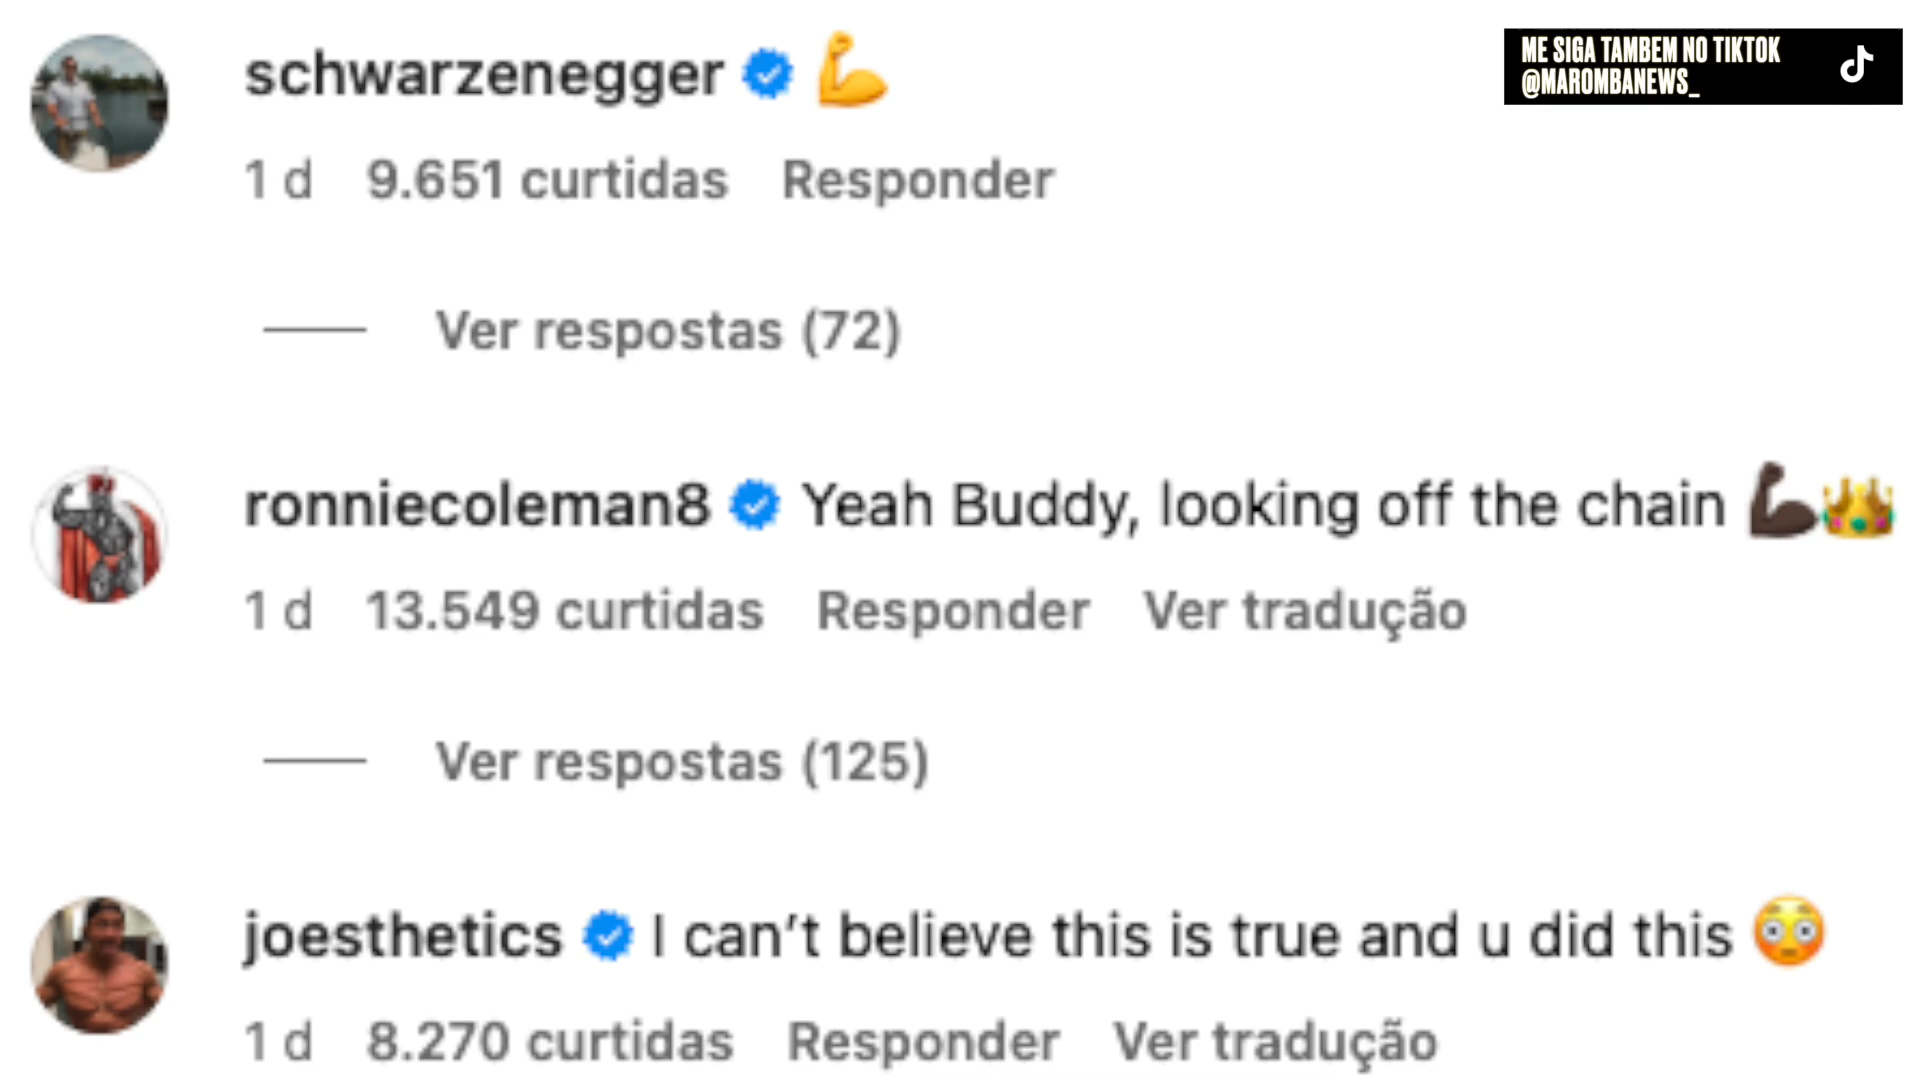 schwarzenegger 💪
ME SIGA TAMBEM NO TIKTOK
@MAROMBANEWS_
1 d 9.651 curtidas Responder
Ver respostas (72)
ronniecoleman8 Yeah Buddy, looking off the chain 💪🏿👑
1 d 13.549 curtidas Responder Ver tradução
Ver respostas (125)
joesthetics I can’t believe this is true and u did this 😳
1 d 8.270 curtidas Responder Ver tradução